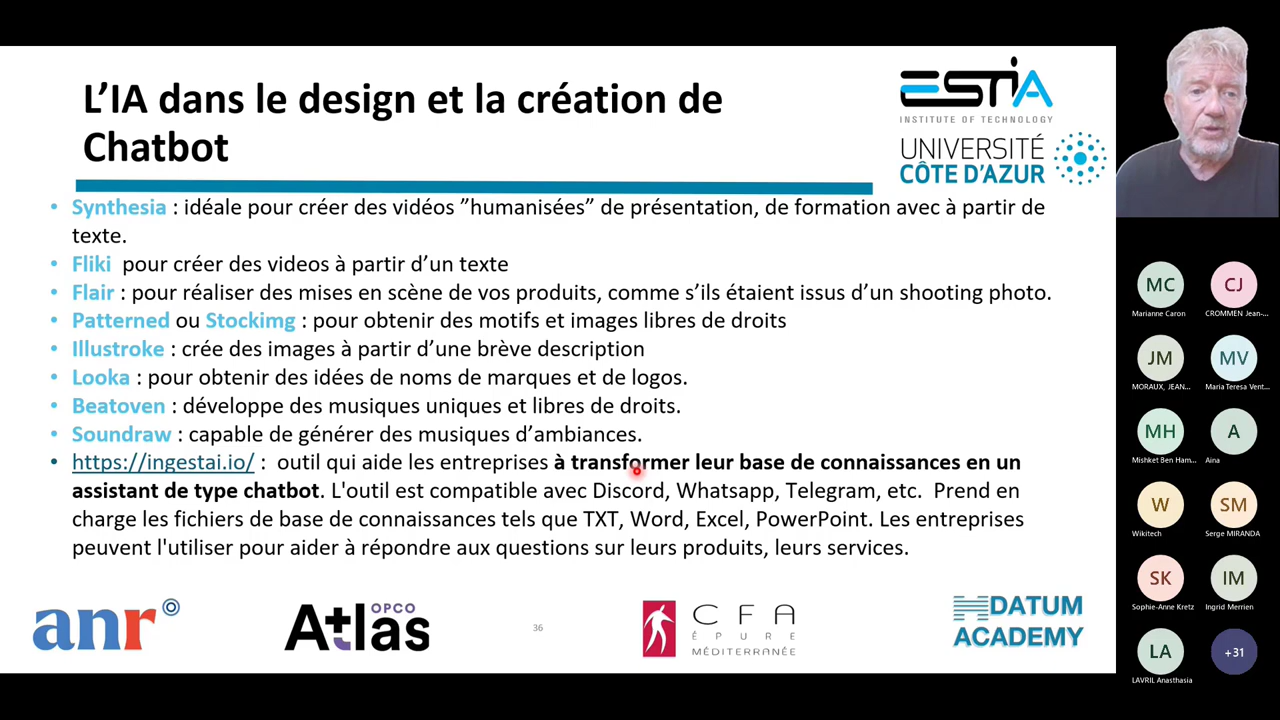 L’IA dans le design et la création de
Chatbot
ESTIA
INSTITUTE OF TECHNOLOGY
UNIVERSITÉ
CÔTE D'AZUR
• Synthesia : idéale pour créer des vidéos ”humanisées” de présentation, de formation avec à partir de
texte.
• Fliki  pour créer des videos à partir d’un texte
• Flair : pour réaliser des mises en scène de vos produits, comme s’ils étaient issus d’un shooting photo.
• Patterned ou Stockimg : pour obtenir des motifs et images libres de droits
• Illustroke : crée des images à partir d’une brève description
• Looka : pour obtenir des idées de noms de marques et de logos.
• Beatoven : développe des musiques uniques et libres de droits.
• Soundraw : capable de générer des musiques d’ambiances.
• https://ingestai.io/ :  outil qui aide les entreprises à transformer leur base de connaissances en un
assistant de type chatbot. L'outil est compatible avec Discord, Whatsapp, Telegram, etc.  Prend en
charge les fichiers de base de connaissances tels que TXT, Word, Excel, PowerPoint. Les entreprises
peuvent l'utiliser pour aider à répondre aux questions sur leurs produits, leurs services.
anr
OPCO
Atlas
36
CFA
ÉPURE
MÉDITERRANÉE
DATUM
ACADEMY
MC
Marianne Caron
CJ
CROMMEN Jean-...
JM
MORAUX, JEAN...
MV
Maria Teresa Vent...
MH
Mishket Ben Ham...
A
Aina
W
Wikitech
SM
Serge MIRANDA
SK
Sophie-Anne Kretz
IM
Ingrid Merrien
LA
LAVRIL Anasthasia
+31